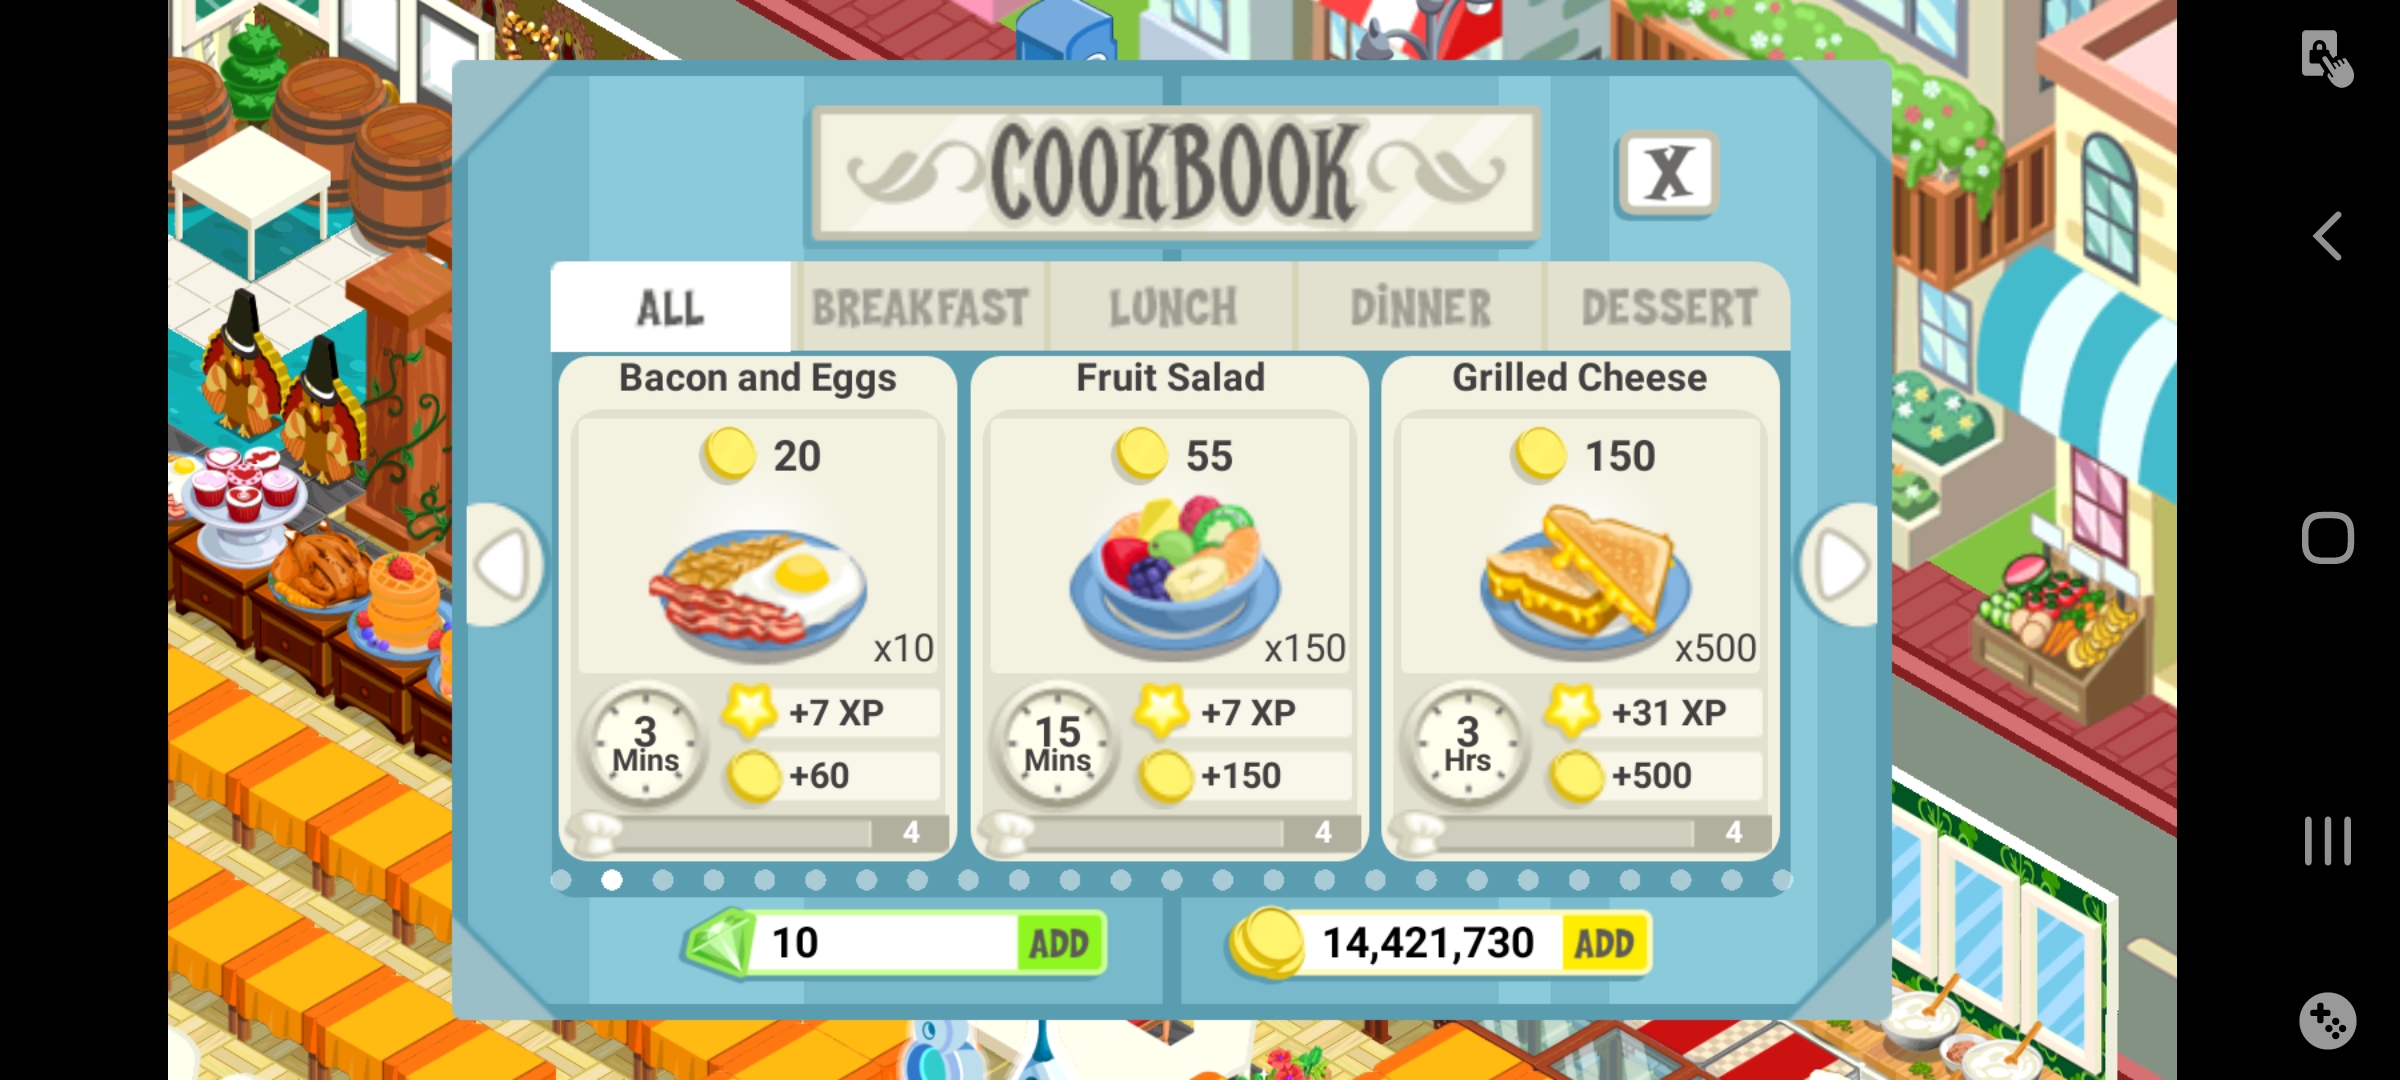 COOKBOOK
X
ALL BREAKFAST LUNCH DINNER DESSERT
Bacon and Eggs
20
x10
3 Mins
+7 XP
+60
4
Fruit Salad
55
x150
15 Mins
+7 XP
+150
4
Grilled Cheese
150
x500
3 Hrs
+31 XP
+500
4
10 ADD
14,421,730 ADD